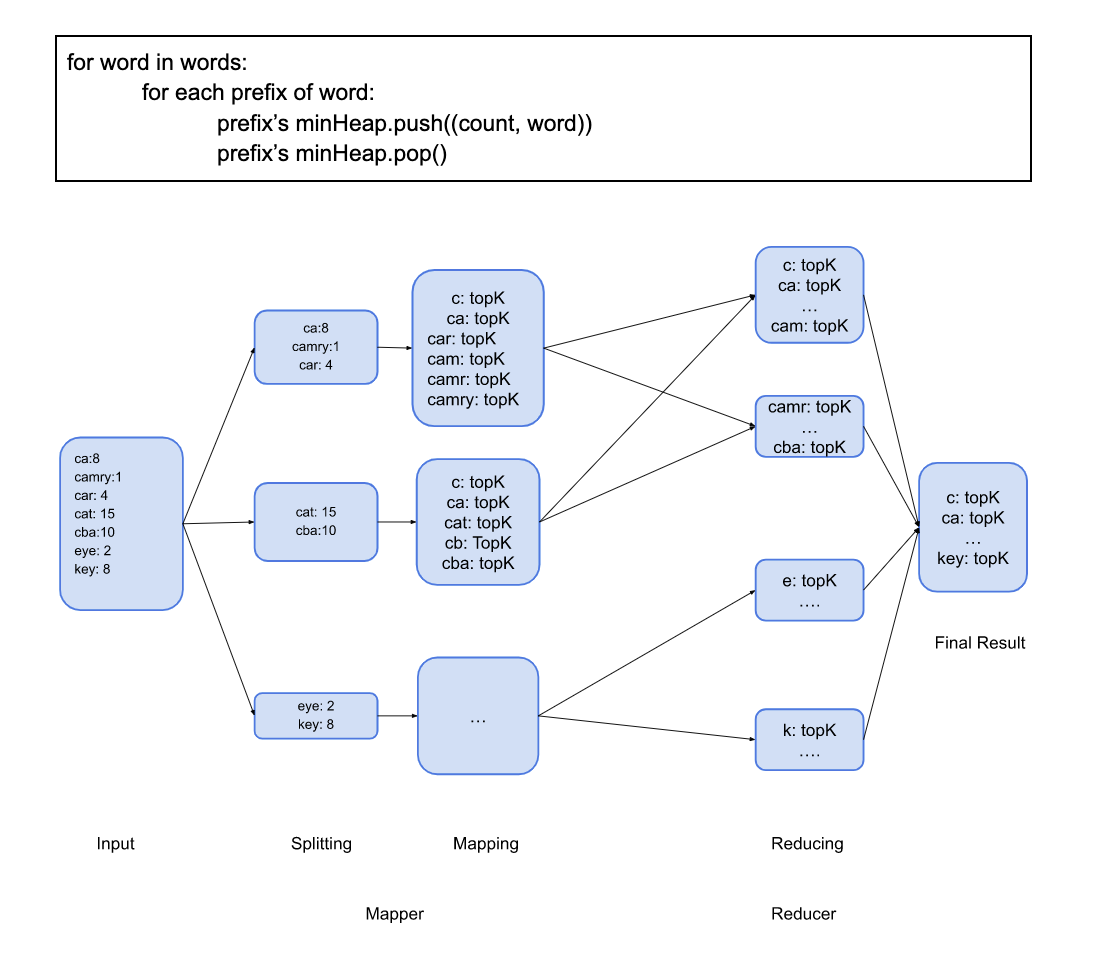 for word in words:
for each prefix of word:
prefix’s minHeap.push((count, word))
prefix’s minHeap.pop()
ca:8
camry:1
car: 4
cat: 15
cba:10
eye: 2
key: 8
ca:8
camry:1
car: 4
cat: 15
cba:10
eye: 2
key: 8
c: topK
ca: topK
car: topK
cam: topK
camr: topK
camry: topK
c: topK
ca: topK
cat: topK
cb: TopK
cba: topK
...
c: topK
ca: topK
...
cam: topK
camr: topK
...
cba: topK
e: topK
....
k: topK
....
c: topK
ca: topK
...
key: topK
Final Result
Input
Splitting
Mapping
Reducing
Mapper
Reducer